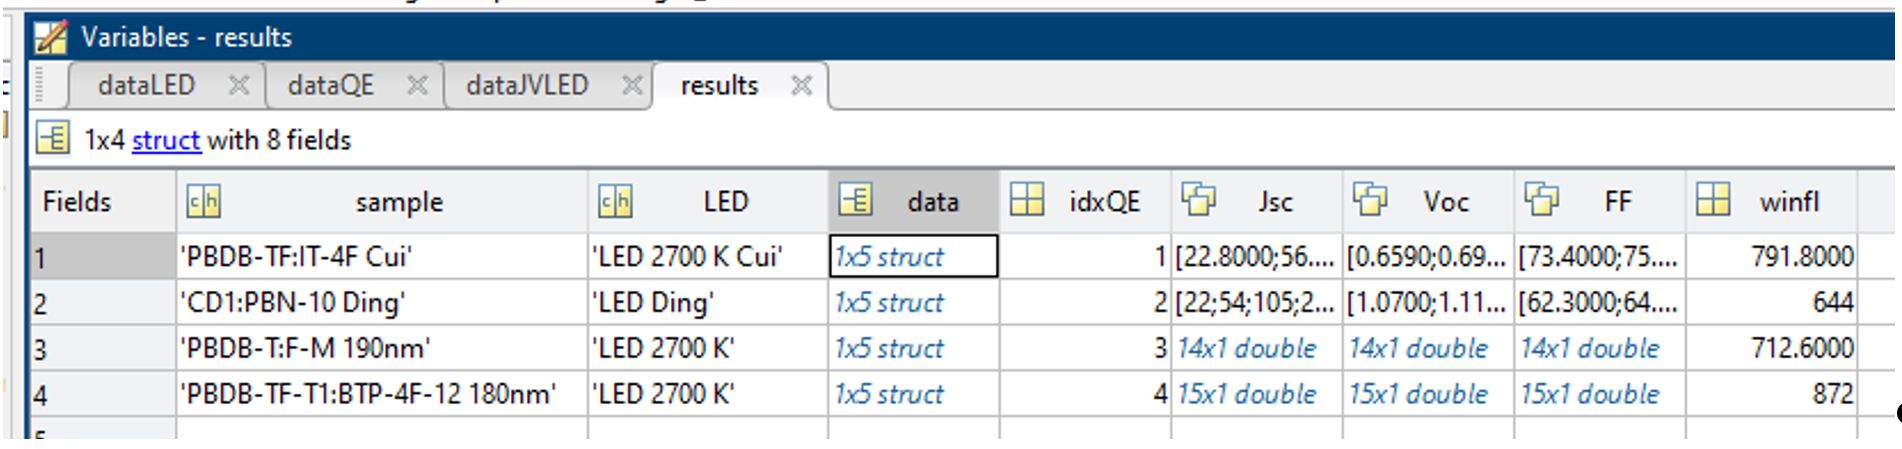 Variables - results
dataLED dataQE dataJVLED results
1x4 struct with 8 fields
Fields sample LED data idxQE Jsc Voc FF winfl
1 'PBDB-TF:IT-4F Cui' 'LED 2700 K Cui' 1x5 struct 1 [22.8000;56.... [0.6590;0.69... [73.4000;75.... 791.8000
2 'CD1:PBN-10 Ding' 'LED Ding' 1x5 struct 2 [22;54;105;2... [1.0700;1.11... [62.3000;64.... 644
3 'PBDB-T:F-M 190nm' 'LED 2700 K' 1x5 struct 3 14x1 double 14x1 double 14x1 double 712.6000
4 'PBDB-TF-T1:BTP-4F-12 180nm' 'LED 2700 K' 1x5 struct 4 15x1 double 15x1 double 15x1 double 872